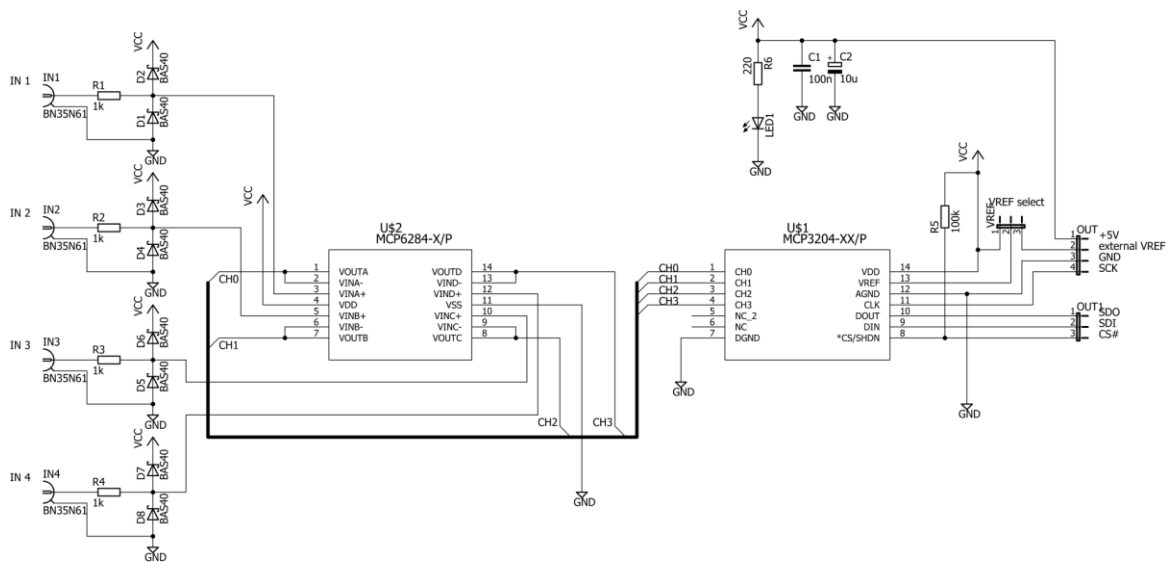 IN 1
IN1
BN35N61
R1
1k
VCC
D2
BAS40
D1
BAS40
GND
IN 2
IN2
BN35N61
R2
1k
VCC
D3
BAS40
D4
BAS40
GND
IN 3
IN3
BN35N61
R3
1k
VCC
D6
BAS40
D5
BAS40
GND
IN 4
IN4
BN35N61
R4
1k
VCC
D7
BAS40
D8
BAS40
GND
VCC
CH0
CH1
U$2
MCP6284-X/P
1 VOUTA VOUTD 14
2 VINA- VIND- 13
3 VINA+ VIND+ 12
4 VDD VSS 11
5 VINB+ VINC+ 10
6 VINB- VINC- 9
7 VOUTB VOUTC 8
CH2
CH3
GND
VCC
220
R6
LED1
GND
C1
100n
GND
C2
+
10u
GND
CH0
CH1
CH2
CH3
U$1
MCP3204-XX/P
1 CH0 VDD 14
2 CH1 VREF 13
3 CH2 AGND 12
4 CH3 CLK 11
5 NC_2 DOUT 10
6 NC DIN 9
7 DGND *CS/SHDN 8
GND
VCC
R5
100k
VREF
VREF select
1
2
3
GND
OUT
1 +5V
2 external VREF
3 GND
4 SCK
OUT1
1 SDO
2 SDI
3 CS#